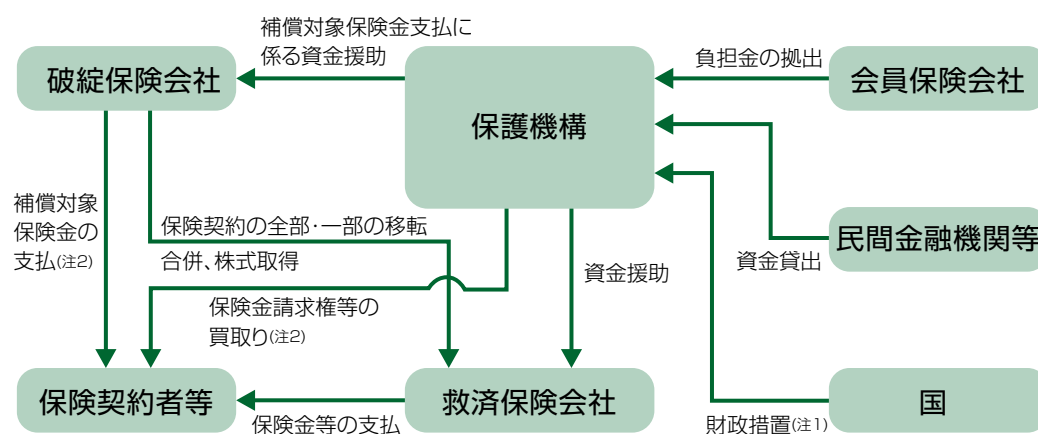 補償対象保険金支払に
係る資金援助
破綻保険会社
保護機構
負担金の拠出
会員保険会社
補償対象
保険金の
支払(注2)
保険契約の全部・一部の移転
合併、株式取得
保険金請求権等の
買取り(注2)
資金援助
資金貸出
民間金融機関等
保険契約者等
保険金等の支払
救済保険会社
財政措置(注1)
国